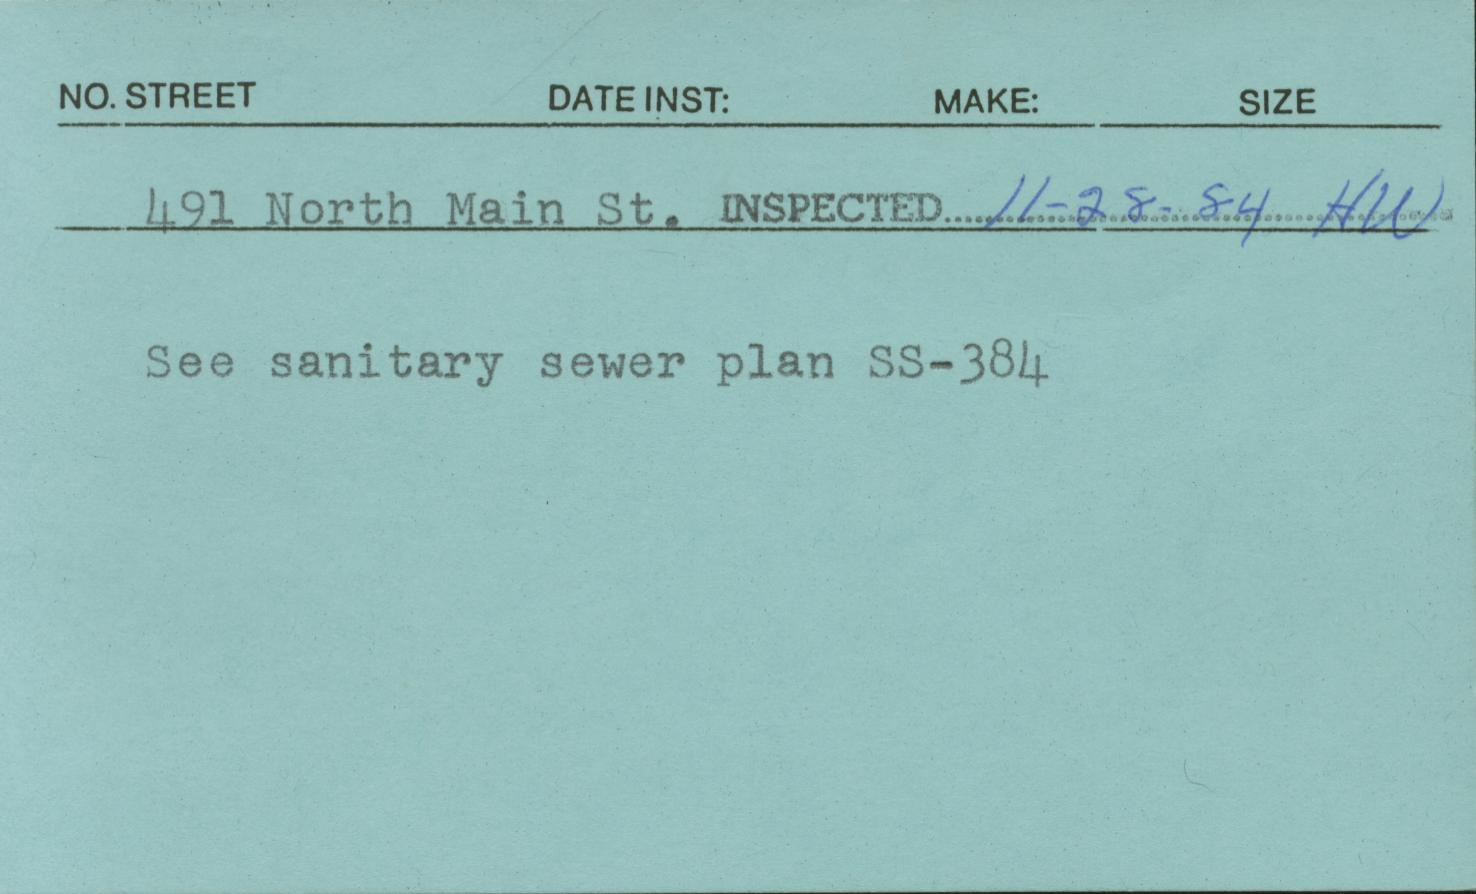 NO. STREET DATE INST: MAKE: SIZE
491 North Main St. INSPECTED 11-28-84 HW
See sanitary sewer plan SS-384